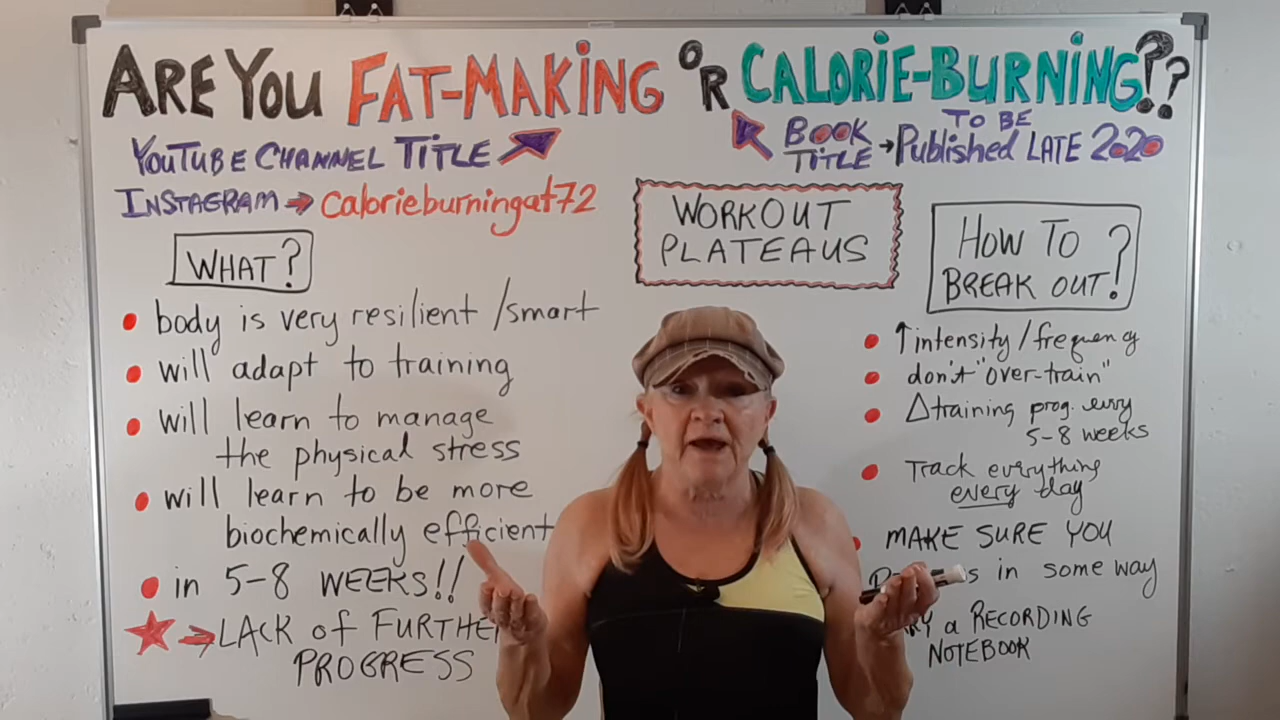 ARE YOU FAT-MAKING OR CALORIE-BURNING??
YOUTUBE CHANNEL TITLE
BOOK TITLE → TO BE Published LATE 2020
INSTAGRAM → calorieburningat72
WORKOUT
PLATEAUS
WHAT?
• body is very resilient/smart
• will adapt to training
• will learn to manage
the physical stress
• will learn to be more
biochemically efficient
• in 5-8 WEEKS!!
★ → LACK of FURTHE
PROGRESS
HOW TO
BREAK OUT?
• ↑intensity/frequency
• don't "over-train"
• Δtraining prog. every
5-8 weeks
• Track everything
every day
• MAKE SURE YOU
in some way
a RECORDING
NOTEBOOK